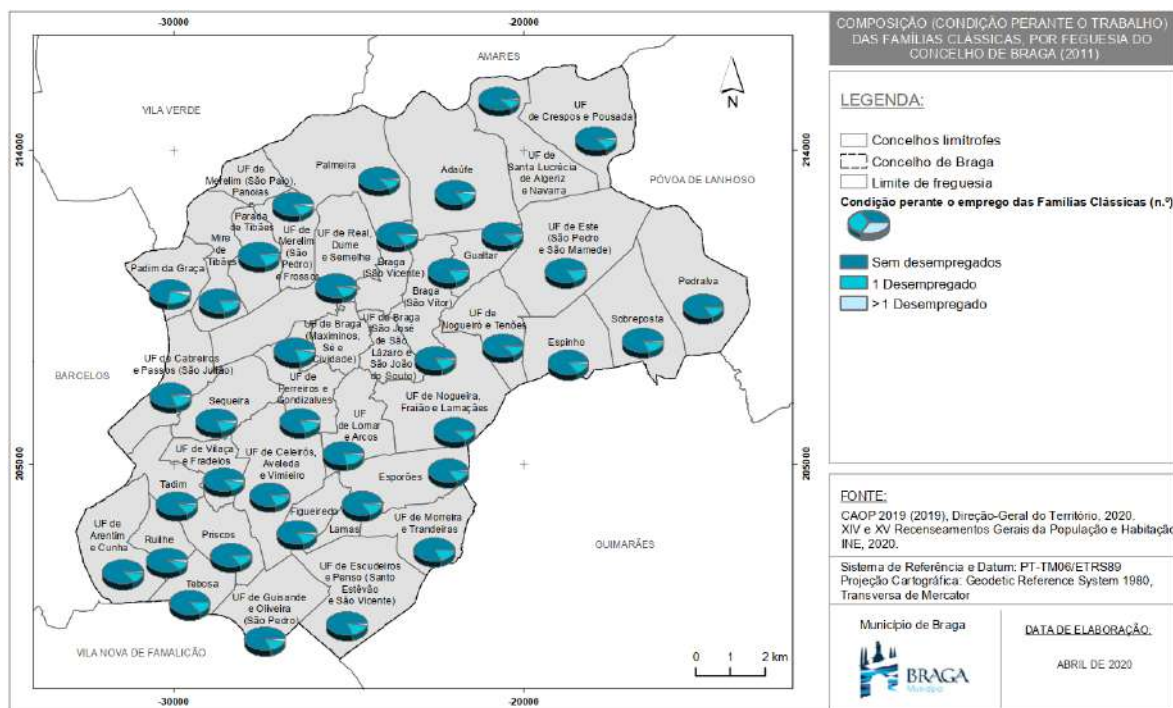 -30000
-20000
COMPOSIÇÃO (CONDIÇÃO PERANTE O TRABALHO)
DAS FAMÍLIAS CLÁSSICAS, POR FEGUESIA DO
CONCELHO DE BRAGA (2011)
AMARES
N
VILA VERDE
UF
de Crespos e Pousada
214000
214000
PÓVOA DE LANHOSO
Palmeira
Adaúfe
UF de
Santa Lucrécia
de Algeriz
e Navarra
UF de
Merelim (São Paio),
Panoias
e
Parada de Tibães
UF de
Merelim
(São
Pedro)
e Frossos
Mire
de
Tibães
UF de Real,
Dume
e Semelhe
Braga
(São Vicente)
Gualtar
UF de Este
(São Pedro
e São Mamede)
Padim da Graça
Braga
(São Vítor)
Pedralva
UF de
Nogueiró e Tenões
Sobreposta
Espinho
UF de Braga
(Maximinos,
Sé e
Cividade)
UF de Braga
(São José
de São
Lázaro e
São João
do Souto)
BARCELOS
UF de Cabreiros
e Passos (São Julião)
Sequeira
UF de
Ferreiros e
Gondizalves
UF
de Lomar
e Arcos
UF de Nogueira,
Fraião e Lamaçães
205000
205000
UF de Vilaça
e Fradelos
UF de Celeirós,
Aveleda
e Vimieiro
Esporões
Tadim
Figueiredo
Lamas
UF de Morreira
e Trandeiras
UF de
Arentim
e Cunha
Ruilhe
Priscos
GUIMARÃES
Tebosa
UF de Guisande
e Oliveira
(São Pedro)
UF de Escudeiros
e Penso (Santo
Estêvão
e São Vicente)
VILA NOVA DE FAMALICÃO
0 1 2 km
-30000
-20000
LEGENDA:
Concelhos limítrofes
Concelho de Braga
Limite de freguesia
Condição perante o emprego das Famílias Clássicas (n.º)
Sem desempregados
1 Desempregado
> 1 Desempregado
FONTE:
CAOP 2019 (2019), Direção-Geral do Território, 2020.
XIV e XV Recenseamentos Gerais da População e Habitação
INE, 2020.
Sistema de Referência e Datum: PT-TM06/ETRS89
Projeção Cartográfica: Geodetic Reference System 1980,
Transversa de Mercator
Município de Braga
BRAGA
Município
DATA DE ELABORAÇÃO:
ABRIL DE 2020